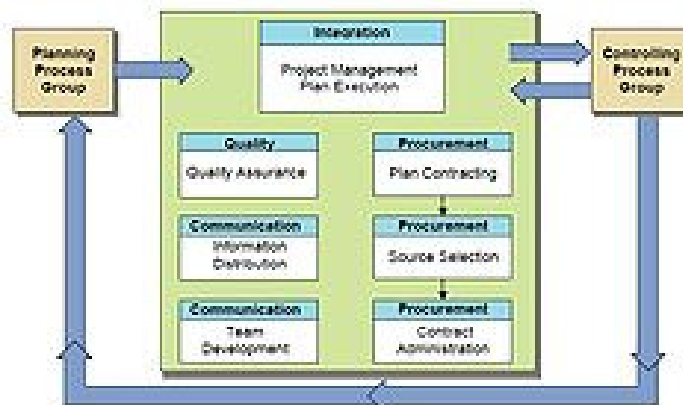 Planning
Process
Group
Integration
Project Management
Plan Execution
Controlling
Process
Group
Quality
Quality Assurance
Procurement
Plan Contracting
Communication
Information
Distribution
Procurement
Source Selection
Communication
Team
Development
Procurement
Contract
Administration